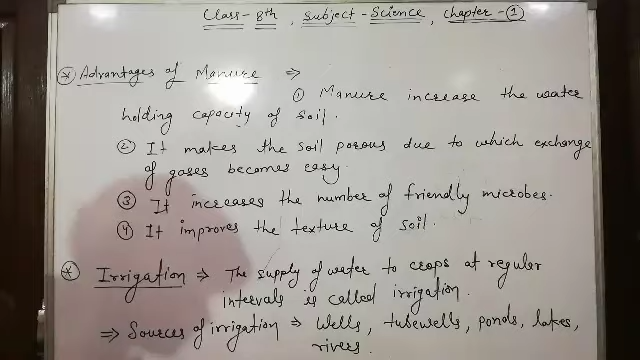 Class - 8th, Subject - Science, Chapter - ①
* Advantages of Manure ⇒
① Manure increase the water
holding capacity of soil.
② It makes the soil porous due to which exchange
of gases becomes easy.
③ It increases the number of friendly microbes.
④ It improves the texture of soil.
* Irrigation ⇒ The supply of water to crops at regular
intervals is called irrigation.
⇒ Sources of irrigation ⇒ Wells, tubewells, ponds, lakes,
rivers.